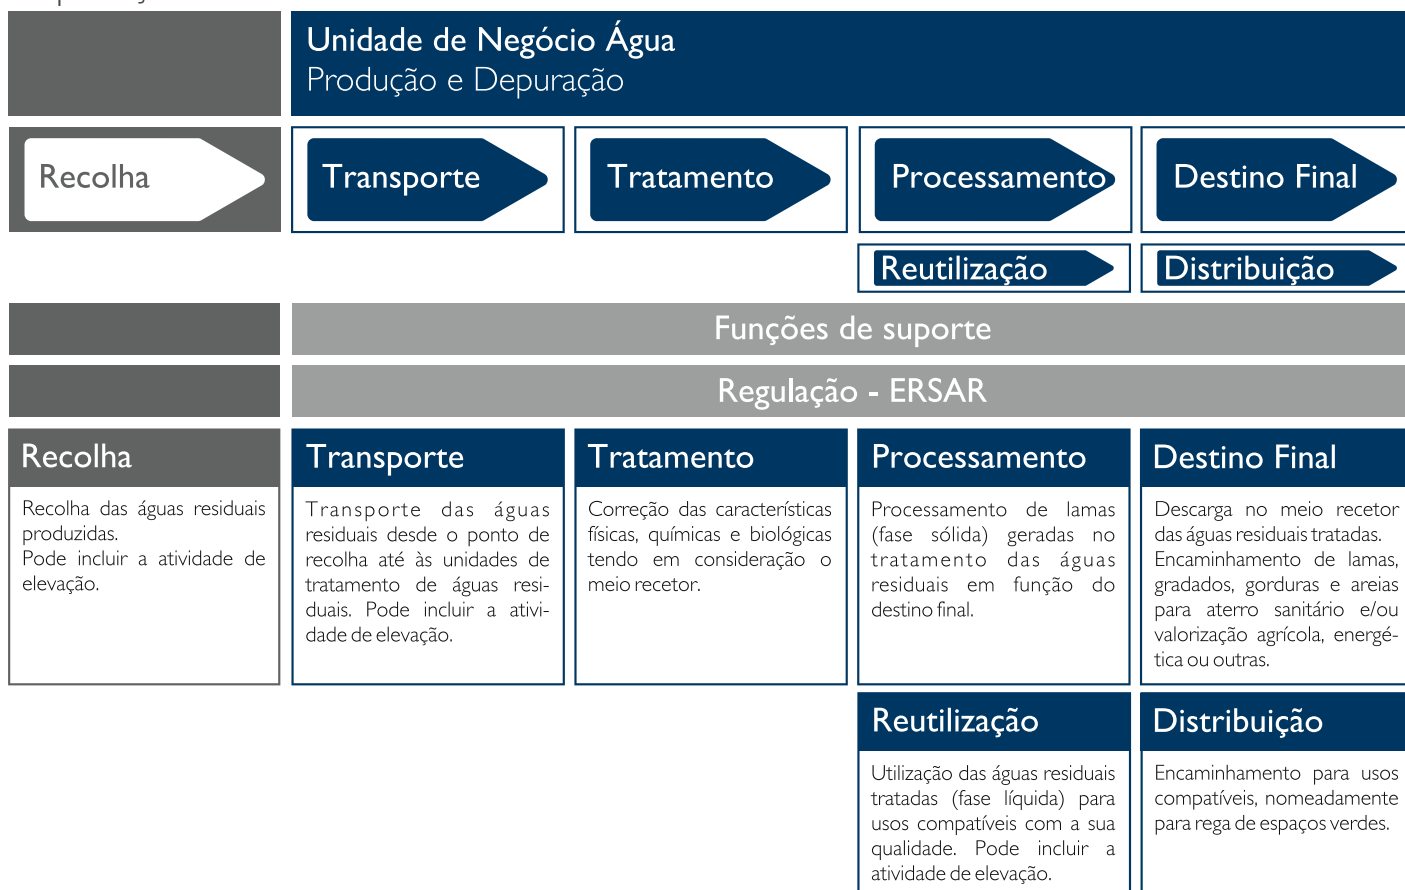 Unidade de Negócio Água
Produção e Depuração
Recolha
Transporte
Tratamento
Processamento
Destino Final
Reutilização
Distribuição
Funções de suporte
Regulação - ERSAR
Recolha
Recolha das águas residuais
produzidas.
Pode incluir a atividade de
elevação.
Transporte
Transporte das águas
residuais desde o ponto de
recolha até às unidades de
tratamento de águas resi-
duais. Pode incluir a ativi-
dade de elevação.
Tratamento
Correção das características
físicas, químicas e biológicas
tendo em consideração o
meio recetor.
Processamento
Processamento de lamas
(fase sólida) geradas no
tratamento das águas
residuais em função do
destino final.
Destino Final
Descarga no meio recetor
das águas residuais tratadas.
Encaminhamento de lamas,
gradados, gorduras e areias
para aterro sanitário e/ou
valorização agrícola, energé-
tica ou outras.
Reutilização
Utilização das águas residuais
tratadas (fase líquida) para
usos compatíveis com a sua
qualidade. Pode incluir a
atividade de elevação.
Distribuição
Encaminhamento para usos
compatíveis, nomeadamente
para rega de espaços verdes.